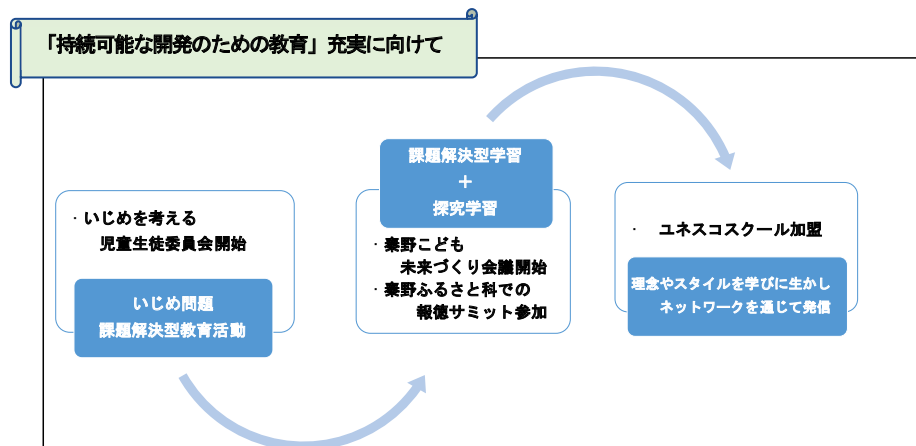 「持続可能な開発のための教育」充実に向けて
・いじめを考える
児童生徒委員会開始
いじめ問題
課題解決型教育活動
課題解決型学習
＋
探究学習
・秦野こども
未来づくり会議開始
・秦野ふるさと科での
報徳サミット参加
・ ユネスコスクール加盟
理念やスタイルを学びに生かし
ネットワークを通じて発信